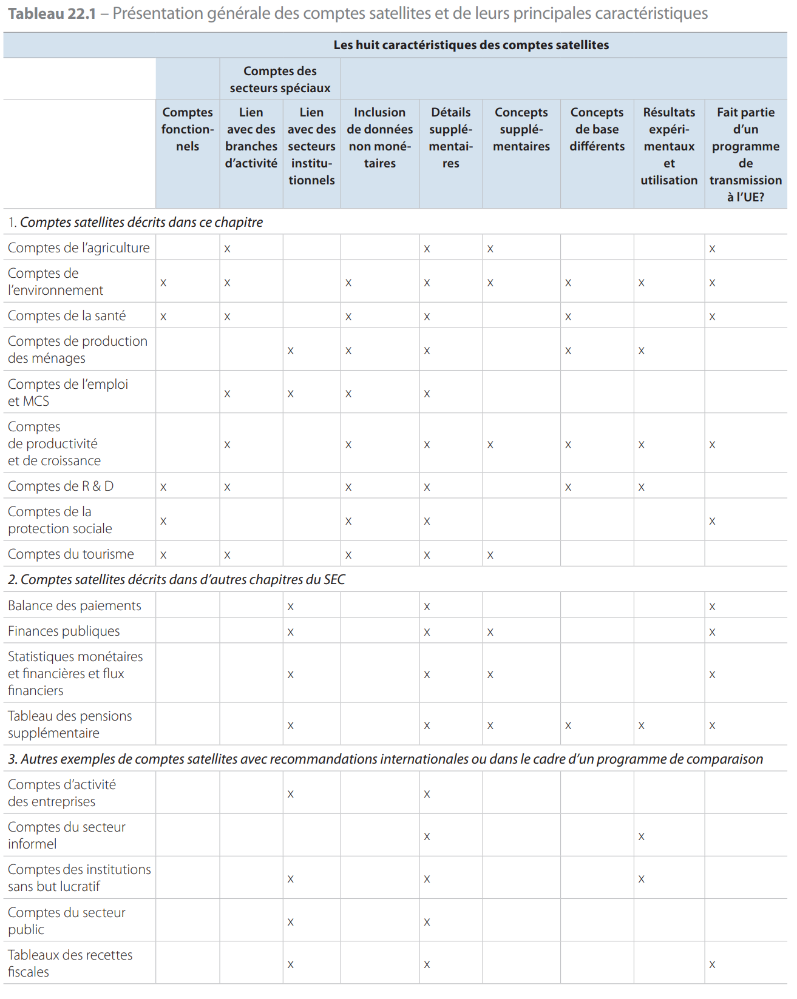 Tableau 22.1 – Présentation générale des comptes satellites et de leurs principales caractéristiques
Les huit caractéristiques des comptes satellites
Comptes des
secteurs spéciaux
Comptes
fonction-
nels
Lien
avec des
branches
d’activité
Lien
avec des
secteurs
institu-
tionnels
Inclusion
de données
non moné-
taires
Détails
supplé-
mentai-
res
Concepts
supplé-
mentaires
Concepts
de base
différents
Résultats
expéri-
mentaux
et
utilisation
Fait partie
d’un
programme
de
transmission
à l’UE?
1. Comptes satellites décrits dans ce chapitre
Comptes de l’agriculture x x x x
Comptes de
l’environnement x x x x x x x x
Comptes de la santé x x x x x x
Comptes de production
des ménages x x x x x
Comptes de l’emploi
et MCS x x x x
Comptes
de productivité
et de croissance x x x x x x x
Comptes de R & D x x x x x x
Comptes de la
protection sociale x x x x
Comptes du tourisme x x x x x
2. Comptes satellites décrits dans d’autres chapitres du SEC
Balance des paiements x x x
Finances publiques x x x x
Statistiques monétaires
et financières et flux
financiers x x x x
Tableau des pensions
supplémentaire x x x x x x
3. Autres exemples de comptes satellites avec recommandations internationales ou dans le cadre d’un programme de comparaison
Comptes d’activité
des entreprises x x
Comptes du secteur
informel x x
Comptes des institutions
sans but lucratif x x x
Comptes du secteur
public x x
Tableaux des recettes
fiscales x x x